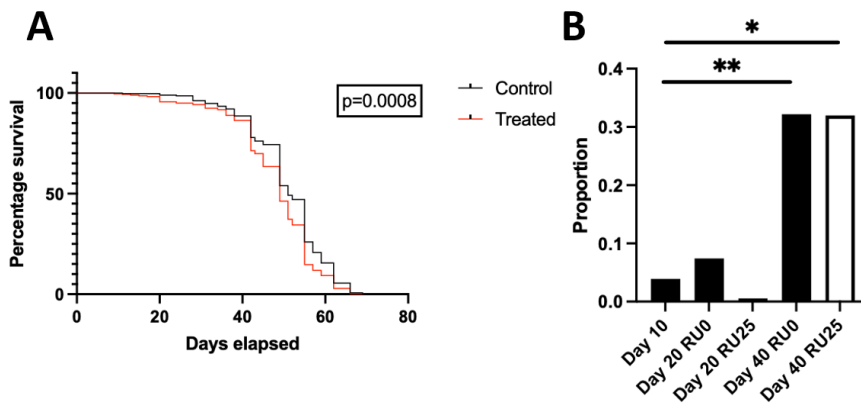 A
p=0.0008
Control
Treated
Percentage survival
100
50
0
0 20 40 60 80
Days elapsed
B
*
**
Proportion
0.4
0.3
0.2
0.1
0.0
Day 10
Day 20 RU0
Day 20 RU25
Day 40 RU0
Day 40 RU25